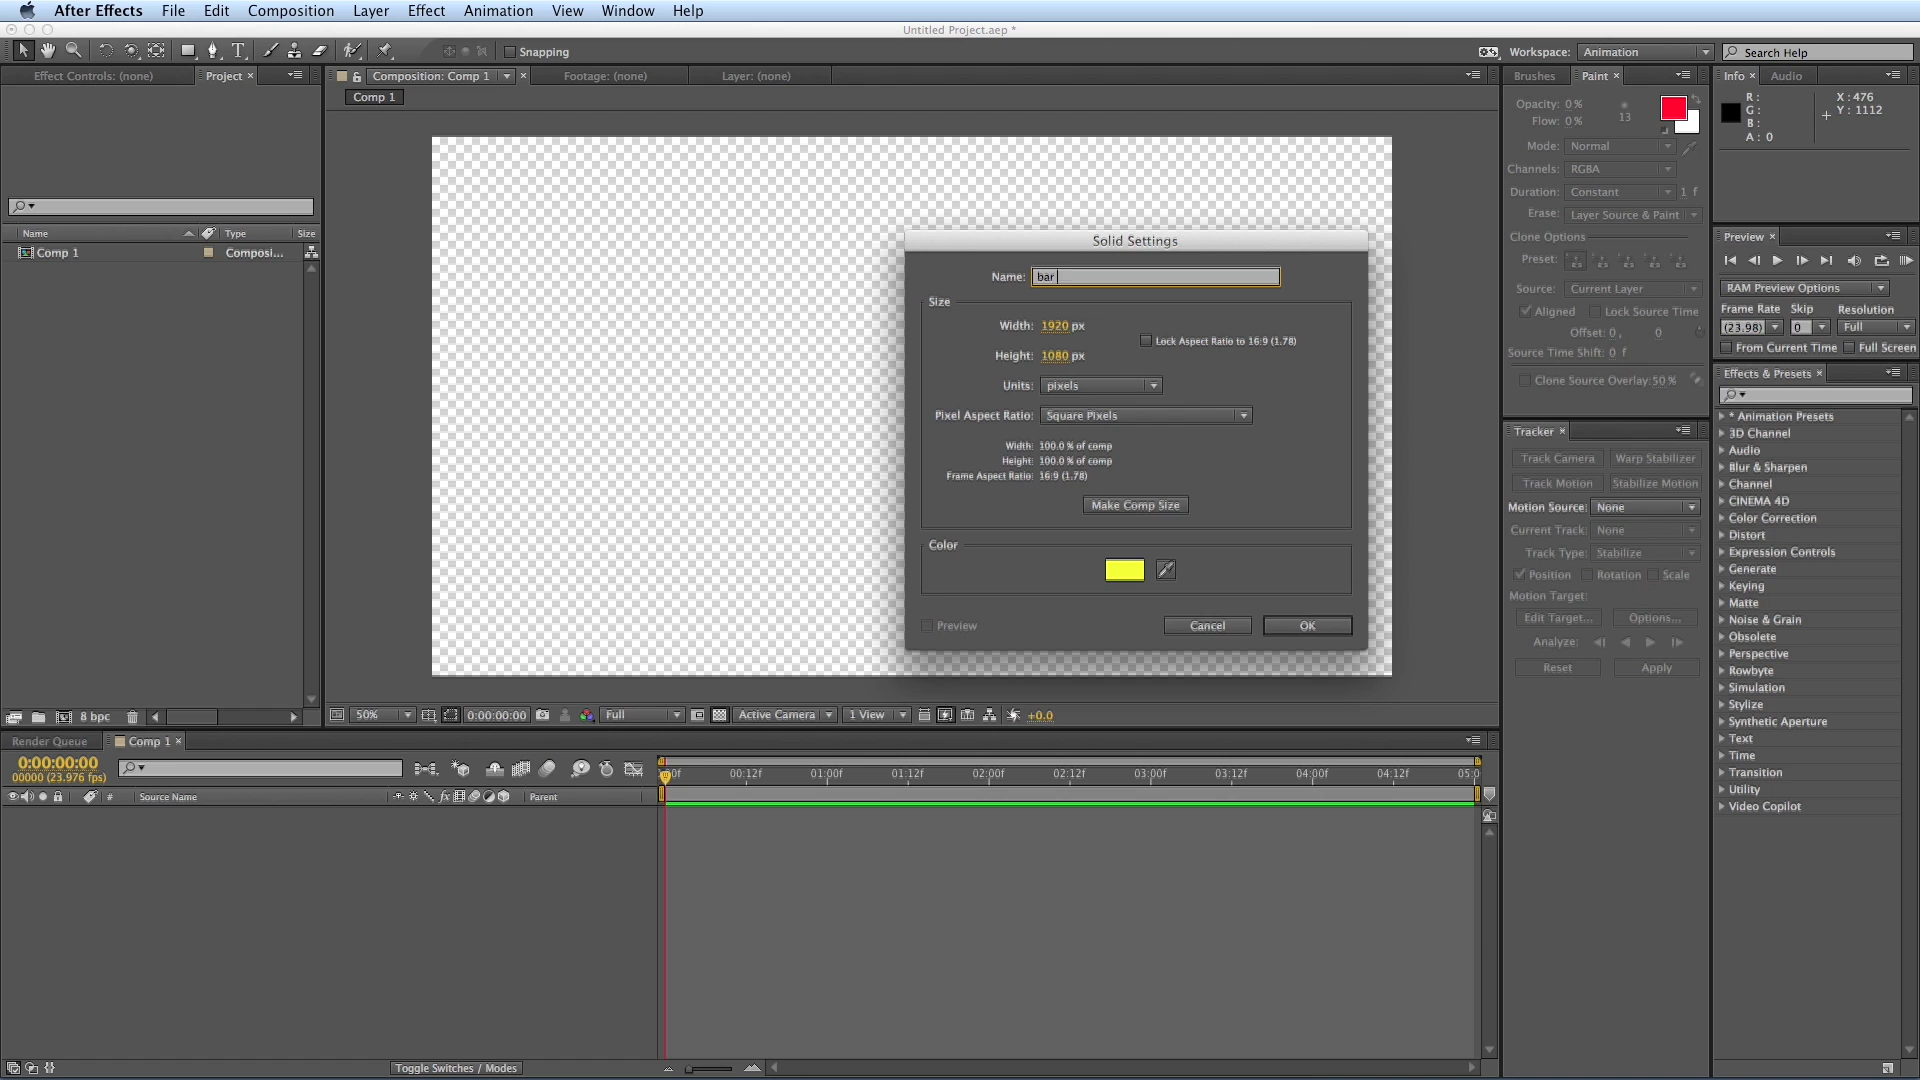 After Effects File Edit Composition Layer Effect Animation View Window Help
Untitled Project.aep *
Snapping
Workspace: Animation
Search Help
Effect Controls: (none) Project
Composition: Comp 1 Footage: (none) Layer: (none)
Brushes Paint
Info Audio
Comp 1
Opacity: 0 %
Flow: 0 %
13
R :
G :
B :
A : 0
X : 476
Y : 1112
Mode: Normal
Channels: RGBA
Duration: Constant 1 f
Erase: Layer Source & Paint
Clone Options
Preset:
Source: Current Layer
Aligned Lock Source Time
Offset: 0 , 0
Source Time Shift: 0 f
Clone Source Overlay: 50 %
Name Type Size
Comp 1 Composi...
Solid Settings
Name: bar
Size
Width: 1920 px
Lock Aspect Ratio to 16:9 (1.78)
Height: 1080 px
Units: pixels
Pixel Aspect Ratio: Square Pixels
Width: 100.0 % of comp
Height: 100.0 % of comp
Frame Aspect Ratio: 16:9 (1.78)
Make Comp Size
Color
Preview
Cancel OK
Preview
RAM Preview Options
Frame Rate Skip Resolution
(23.98) 0 Full
From Current Time Full Screen
Effects & Presets
* Animation Presets
3D Channel
Audio
Blur & Sharpen
Channel
CINEMA 4D
Color Correction
Distort
Expression Controls
Generate
Keying
Matte
Noise & Grain
Obsolete
Perspective
Rowbyte
Simulation
Stylize
Synthetic Aperture
Text
Time
Transition
Utility
Video Copilot
Tracker
Track Camera Warp Stabilizer
Track Motion Stabilize Motion
Motion Source: None
Current Track: None
Track Type: Stabilize
Position Rotation Scale
Motion Target:
Edit Target... Options...
Analyze:
Reset Apply
8 bpc
50% 0:00:00:00 Full Active Camera 1 View +0.0
Render Queue Comp 1
0:00:00:00
00000 (23.976 fps)
00f 00:12f 01:00f 01:12f 02:00f 02:12f 03:00f 03:12f 04:00f 04:12f 05:0
# Source Name fx Parent
Toggle Switches / Modes